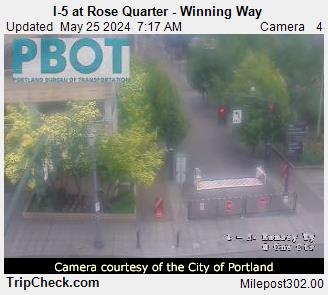 I-5 at Rose Quarter - Winning Way
Updated May 25 2024 7:17 AM Camera 4
PBOT
PORTLAND BUREAU OF TRANSPORTATION
Camera courtesy of the City of Portland
TripCheck.com Milepost302.00